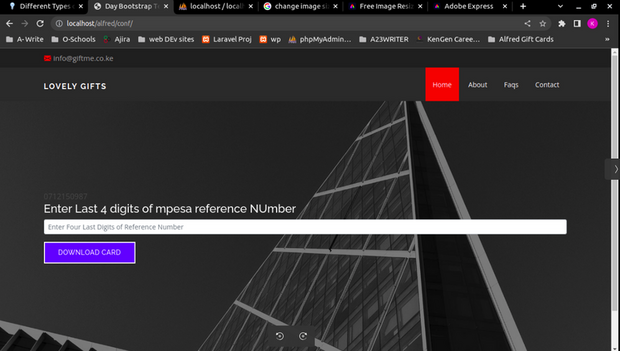 Different Types
Day Bootstrap T
localhost / local
change image s
Free Image Resi
Adobe Express
K
localhost/alfred/conf/
A- Write
O-Schools
Ajira
web DEv sites
Laravel Proj
wp
phpMyAdmin…
A23WRITER
KenGen Caree…
Alfred Gift Cards
»
info@giftme.co.ke
LOVELY GIFTS
Home
About
Faqs
Contact
Enter Last 4 digits of mpesa reference NUmber
Enter Four Last Digits of Reference Number
DOWNLOAD CARD